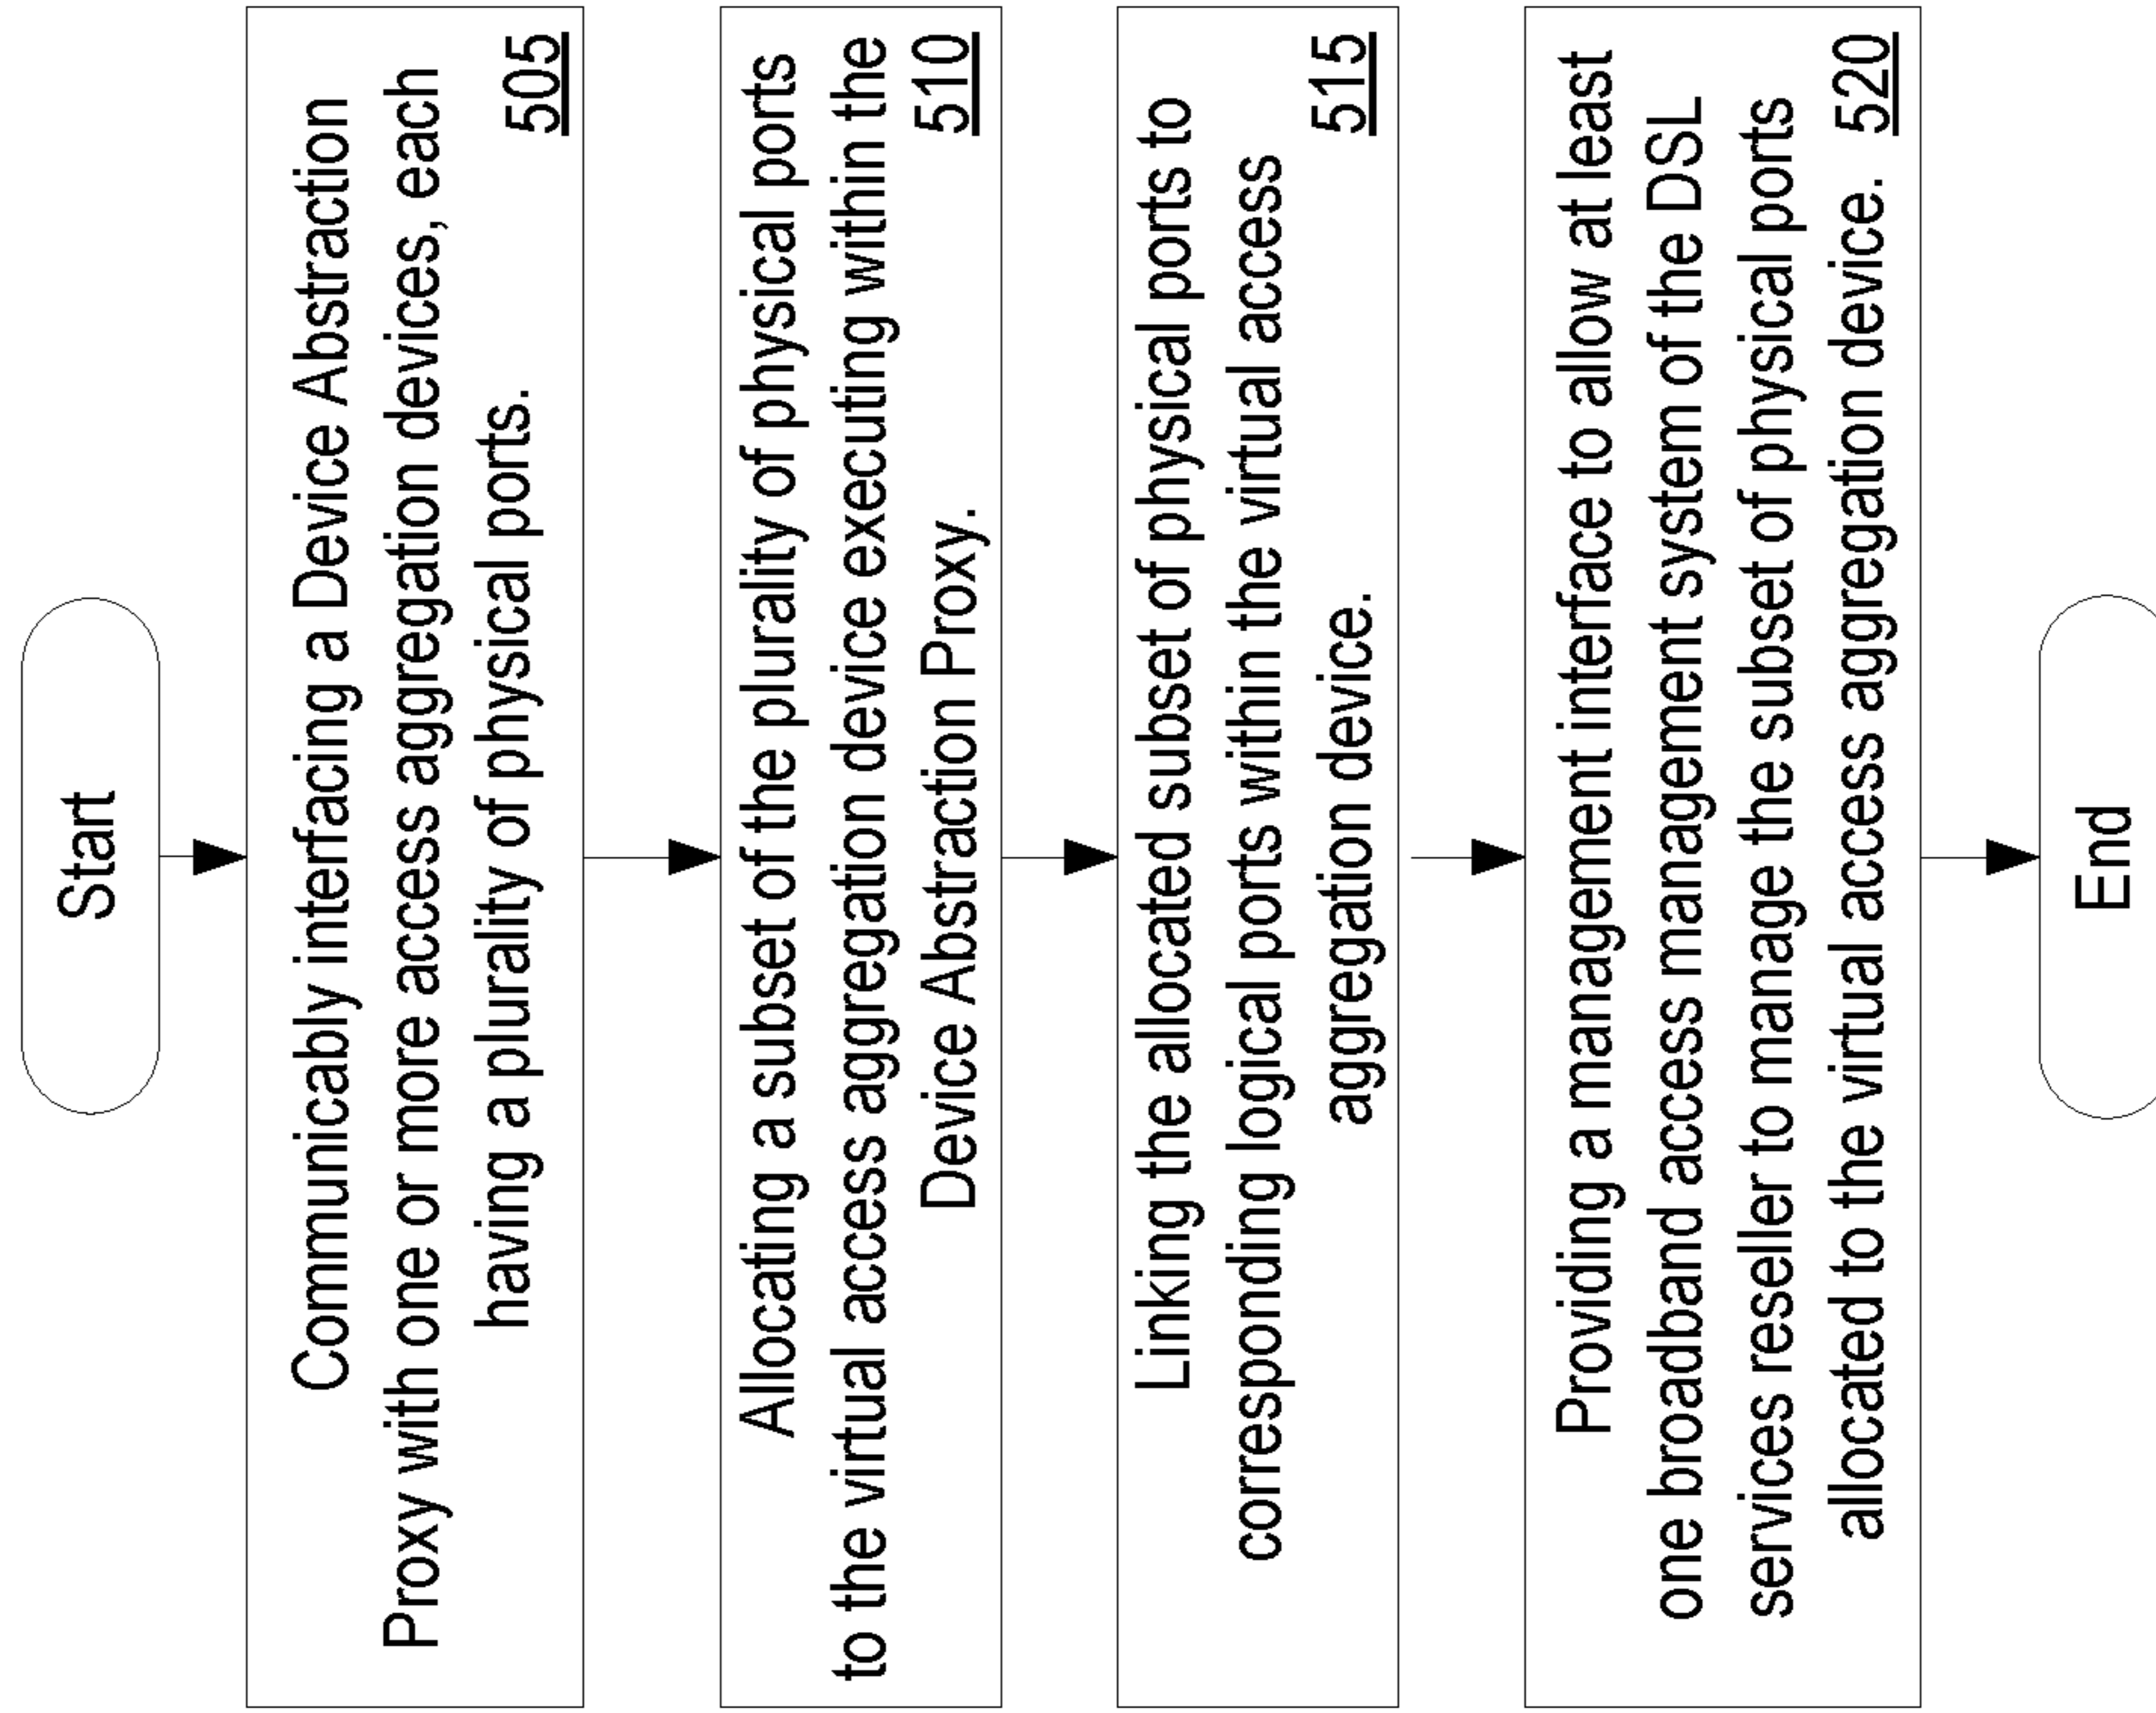 Start
Communicably interfacing a Device Abstraction
Proxy with one or more access aggregation devices, each
having a plurality of physical ports.
505
Allocating a subset of the plurality of physical ports
to the virtual access aggregation device executing within the
Device Abstraction Proxy.
510
Linking the allocated subset of physical ports to
corresponding logical ports within the virtual access
aggregation device.
515
Providing a management interface to allow at least
one broadband access management system of the DSL
services reseller to manage the subset of physical ports
allocated to the virtual access aggregation device. 520
End